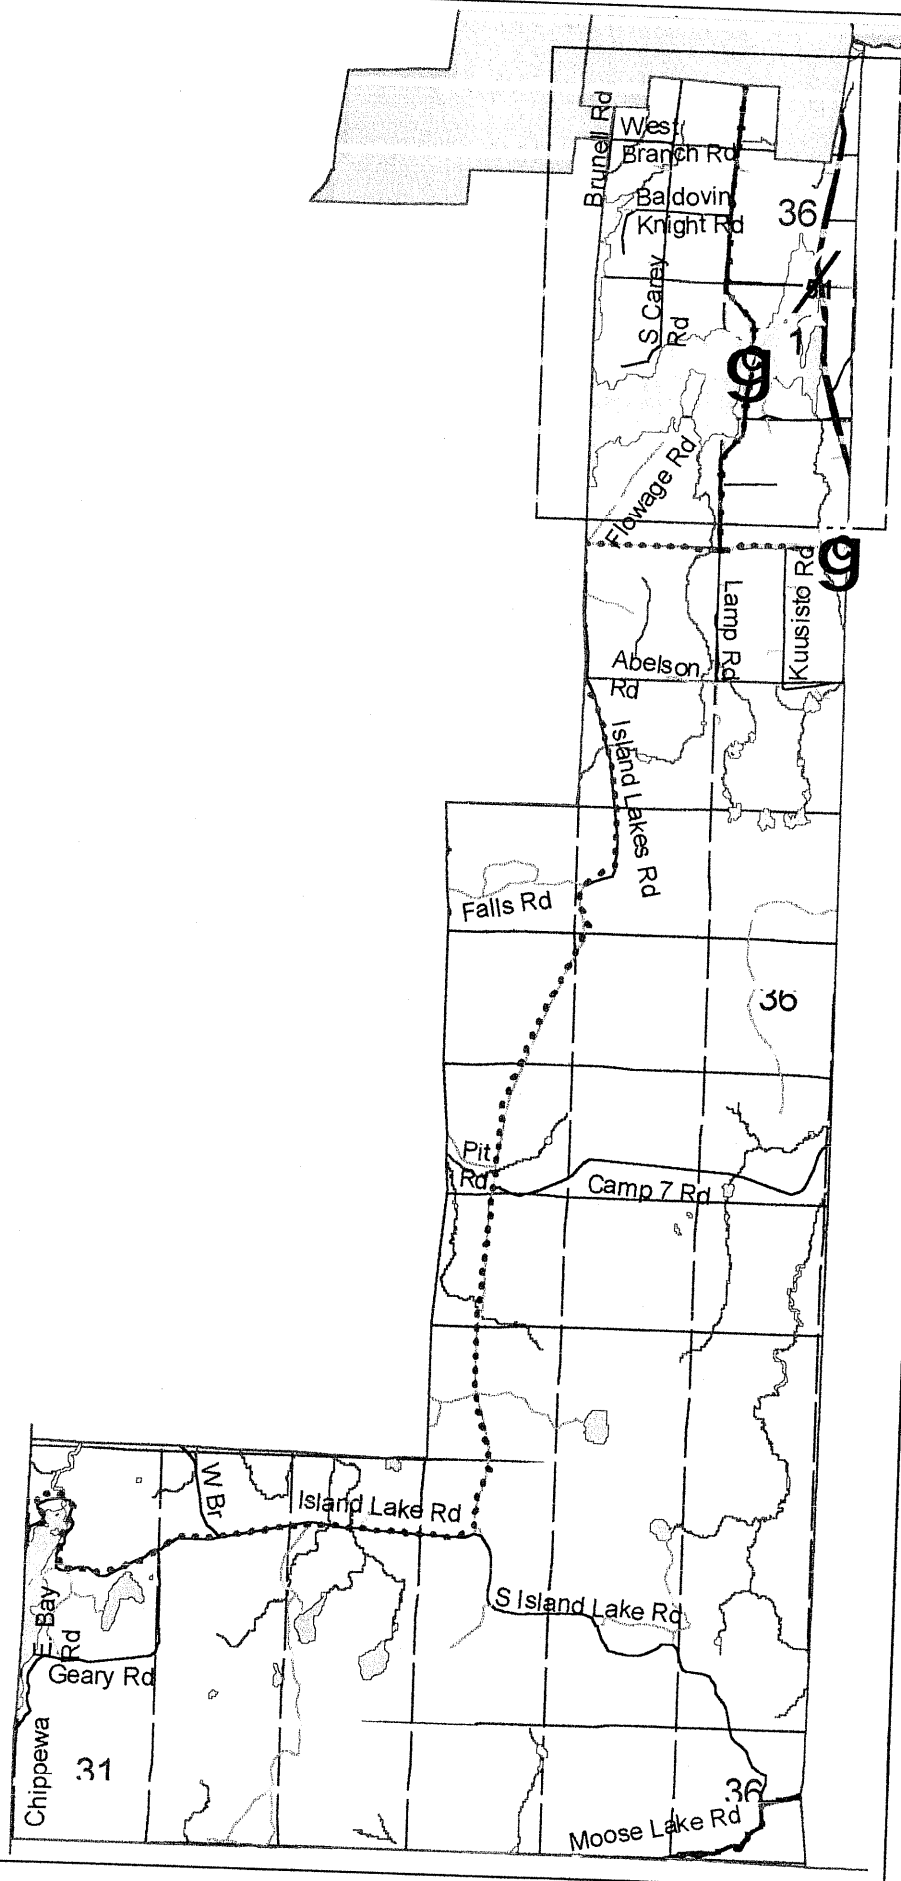 Brunell Rd
West
Branch Rd
Baldovin
Knight Rd
36
S Carey
Rd
1
g
Flowage Rd
g
Lamp Rd
Kuusisto Rd
Abelson
Rd
Island Lakes Rd
Falls Rd
36
Pit
Rd
Camp 7 Rd
W Br
Island Lake Rd
S Island Lake Rd
E Bay
Rd
Geary Rd
Chippewa
31
36
Moose Lake Rd